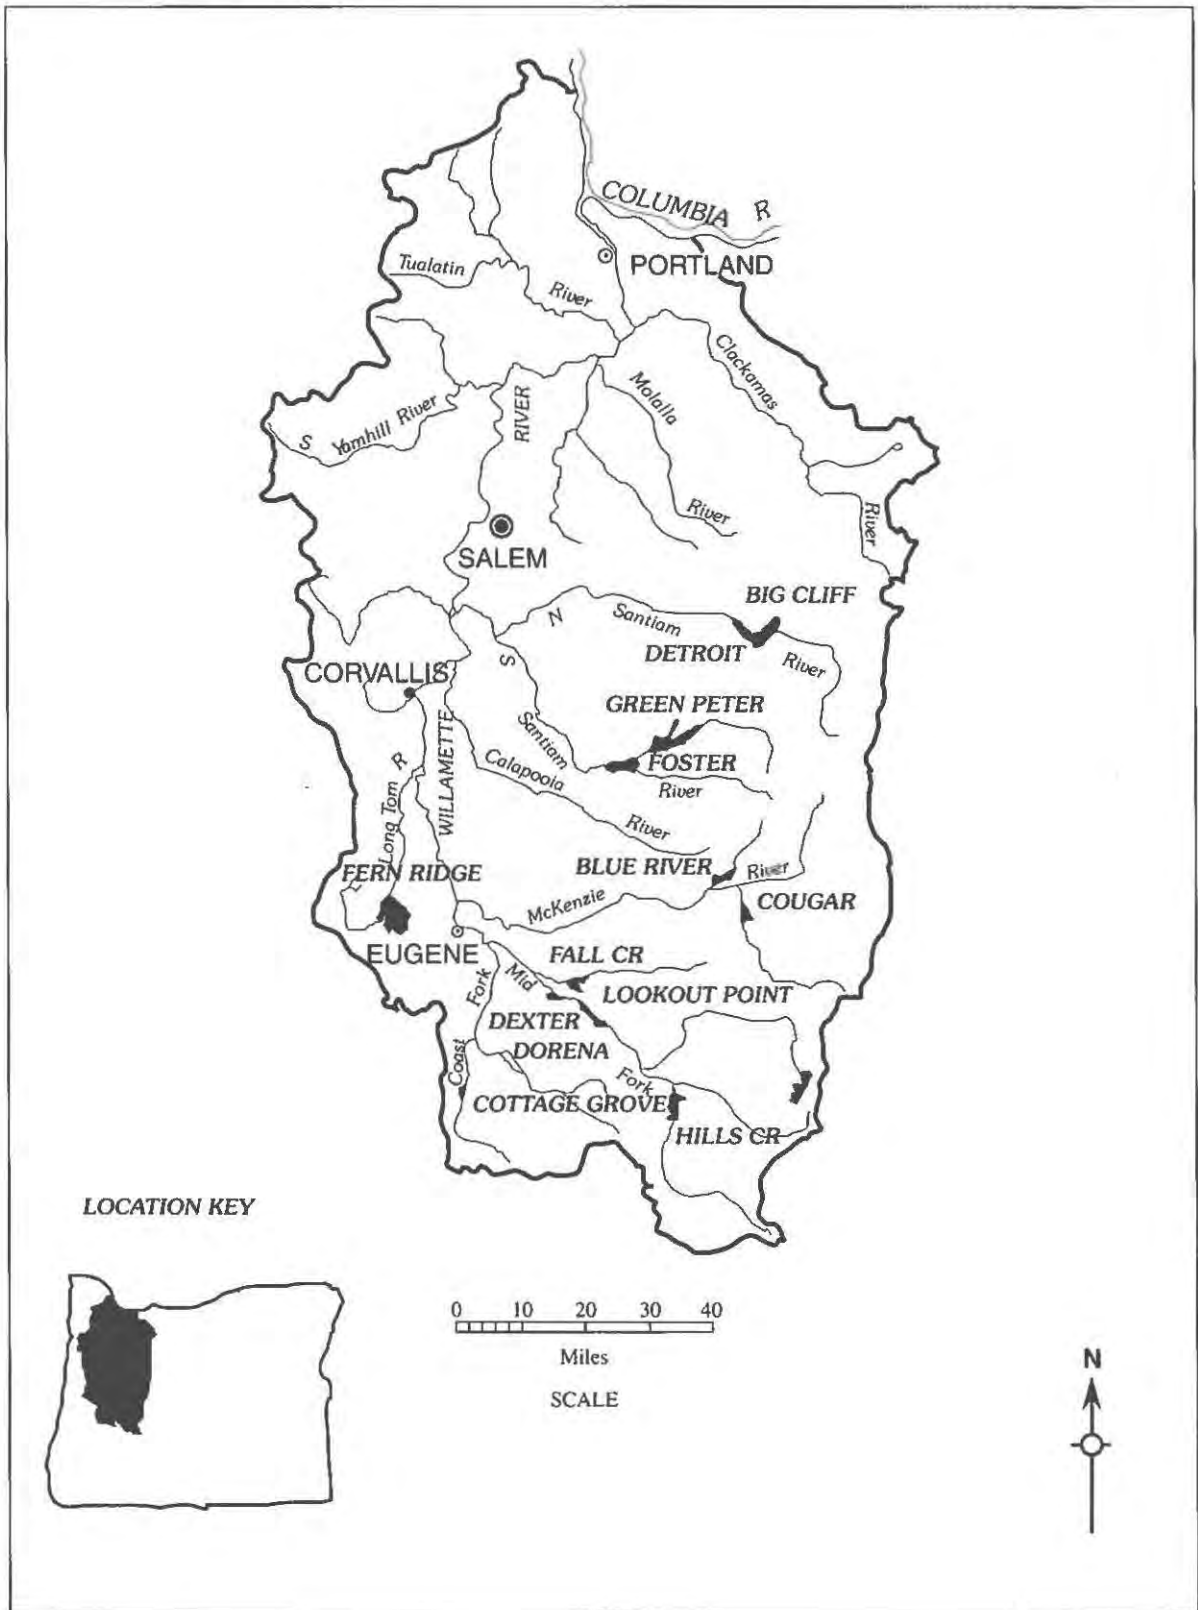 COLUMBIA R
PORTLAND
Tualatin River
Clackamas River
Molalla River
S Yamhill River
WILLAMETTE RIVER
SALEM
BIG CLIFF
N Santiam River
DETROIT
CORVALLIS
GREEN PETER
S Santiam River
FOSTER
Calapooia River
Long Tom R
BLUE RIVER
McKenzie River
FERN RIDGE
COUGAR
EUGENE
FALL CR
Mid Fork
LOOKOUT POINT
DEXTER
DORENA
Coast Fork
COTTAGE GROVE
HILLS CR
LOCATION KEY
0 10 20 30 40
Miles
SCALE
N